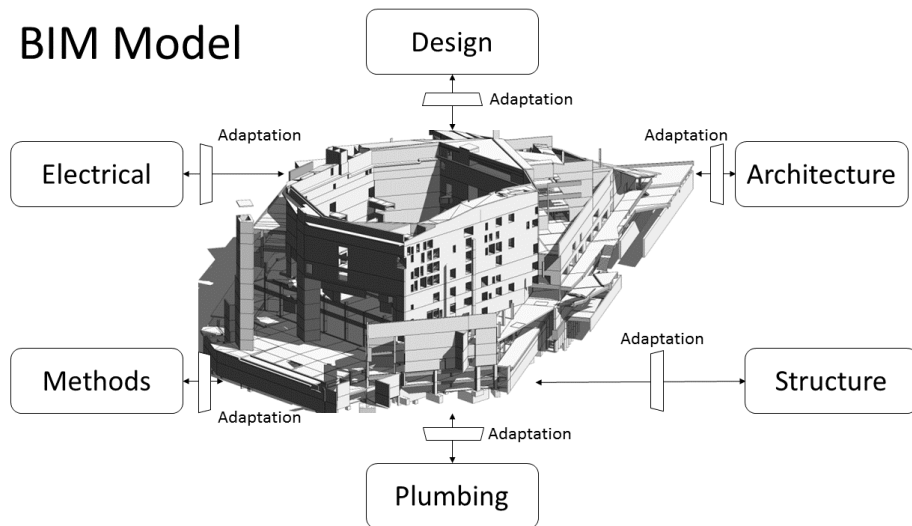 BIM Model
Design
Adaptation
Adaptation
Adaptation
Electrical
Architecture
Adaptation
Methods
Structure
Adaptation
Adaptation
Plumbing